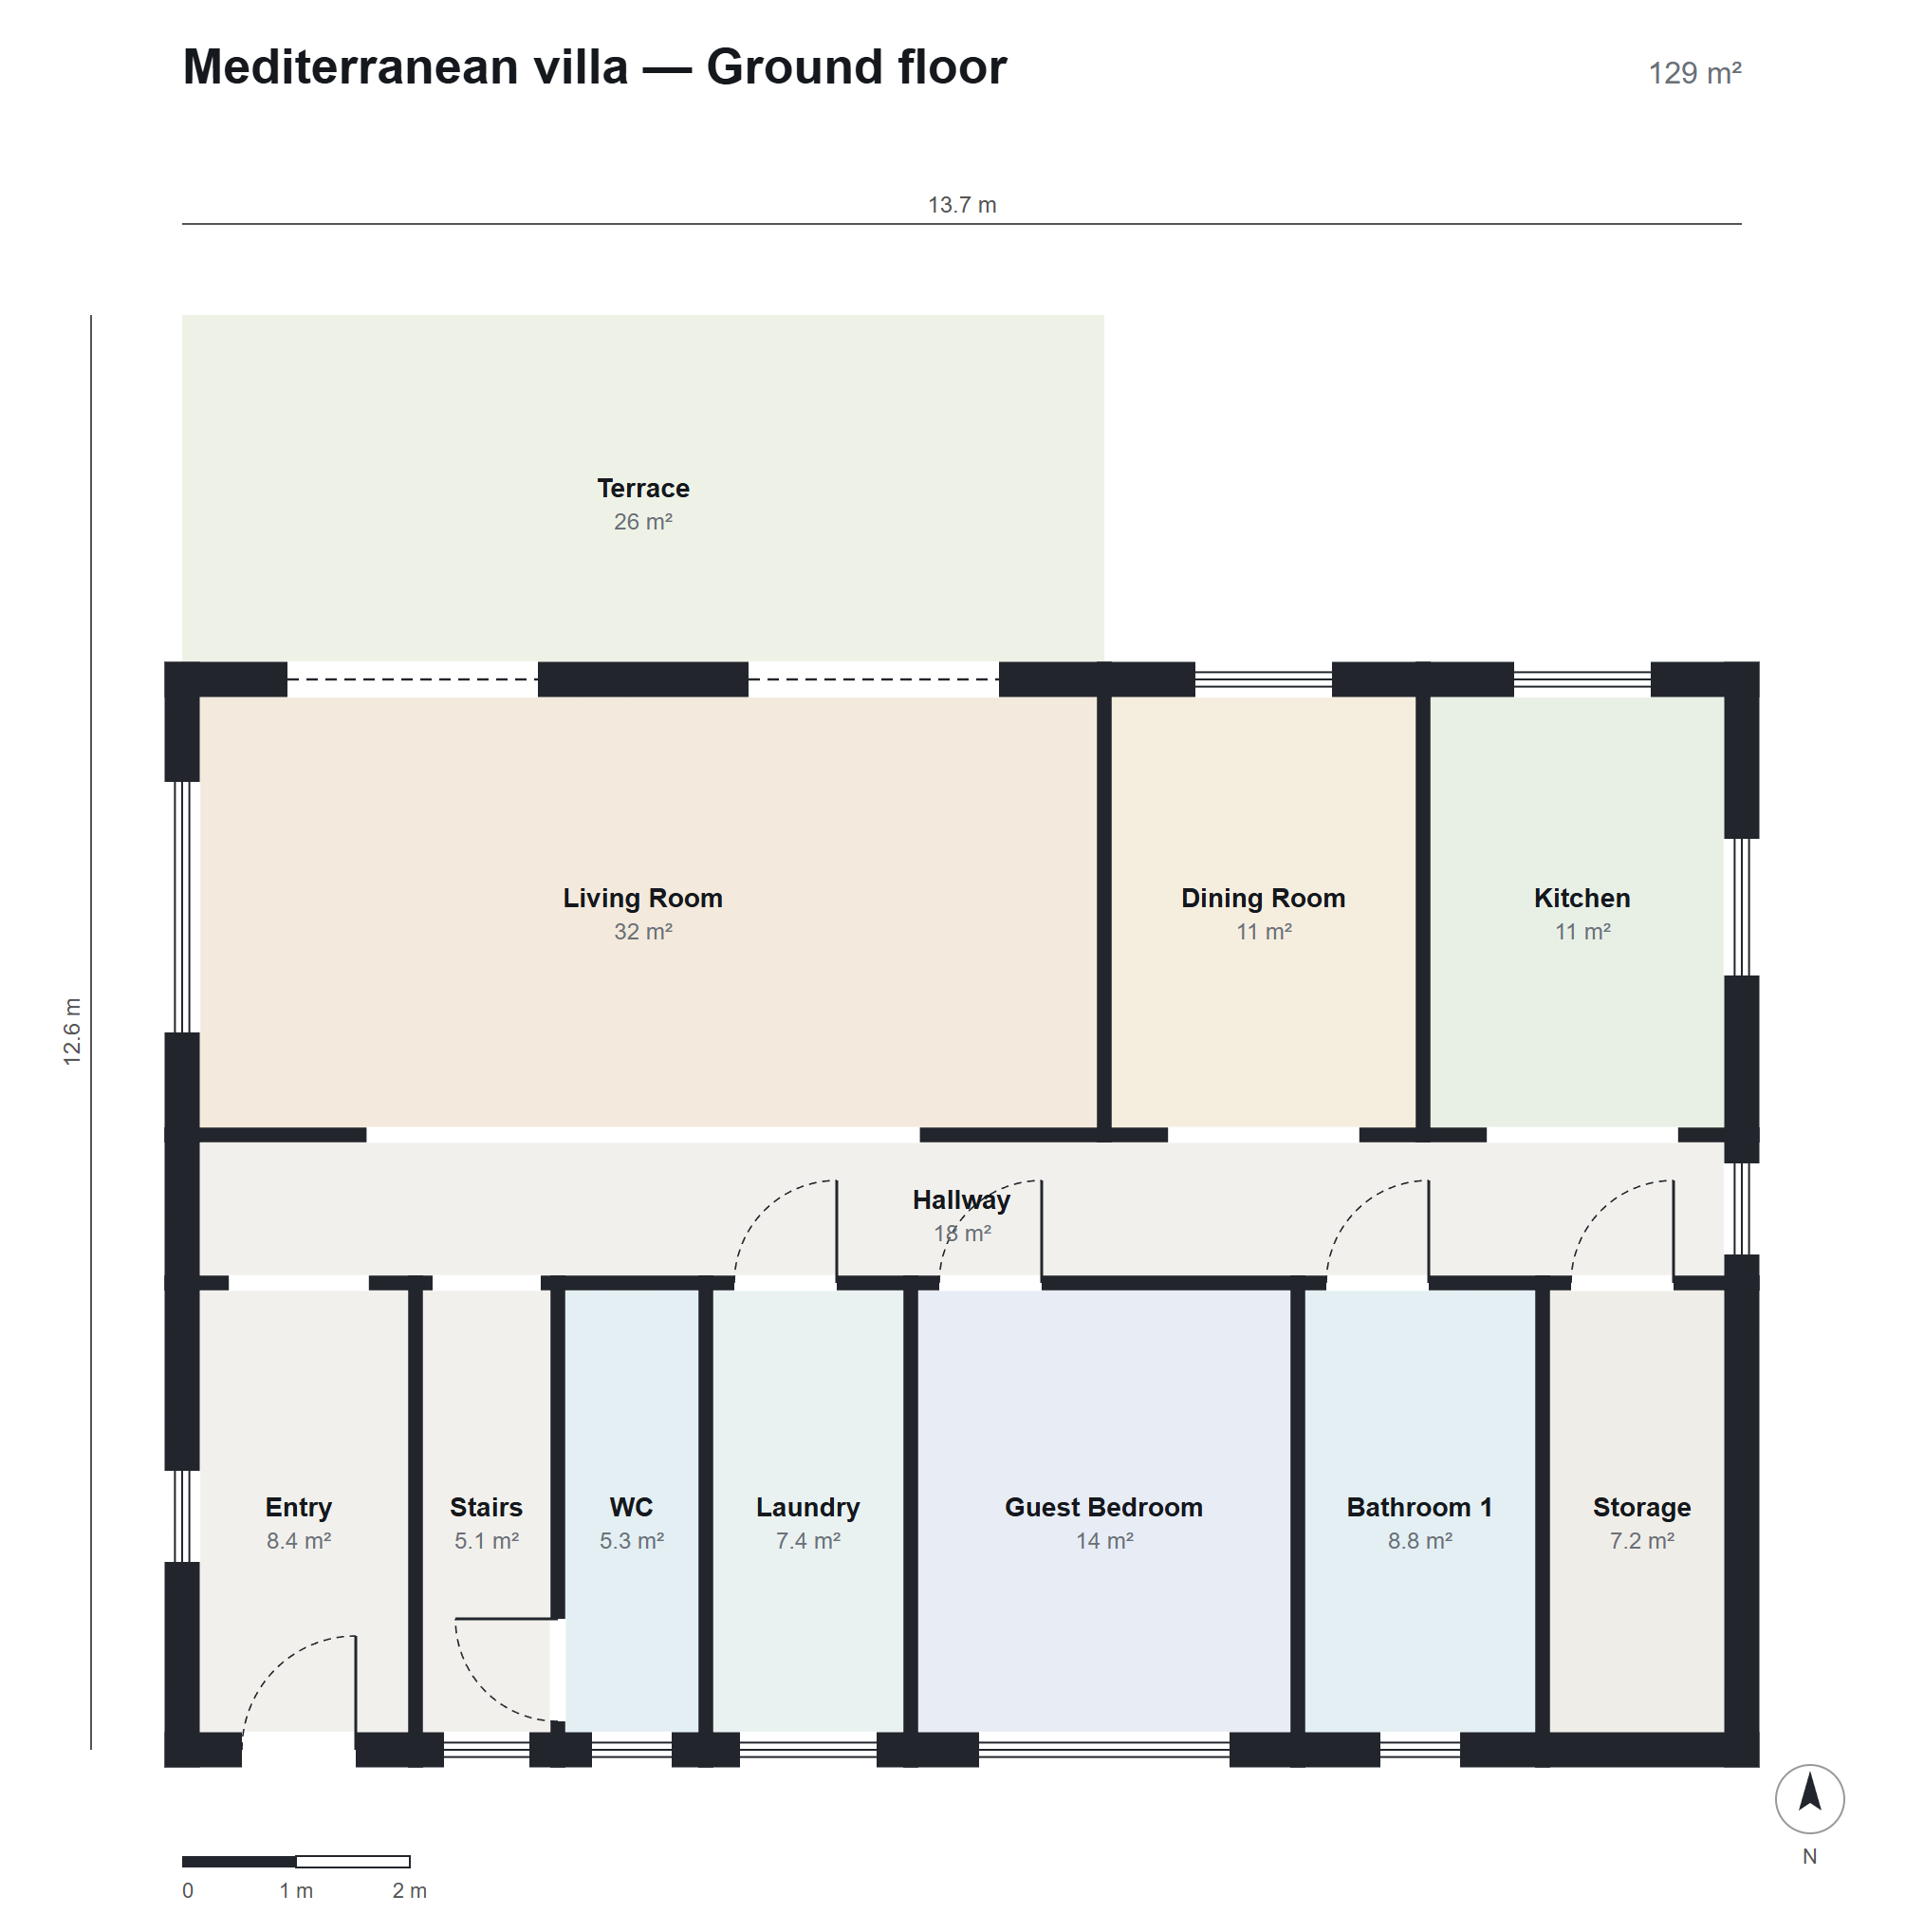 Mediterranean villa — Ground floor
129 m²
13.7 m
12.6 m
Terrace
26 m²
Living Room
32 m²
Dining Room
11 m²
Kitchen
11 m²
Hallway
18 m²
Entry
8.4 m²
Stairs
5.1 m²
WC
5.3 m²
Laundry
7.4 m²
Guest Bedroom
14 m²
Bathroom 1
8.8 m²
Storage
7.2 m²
0
1 m
2 m
N